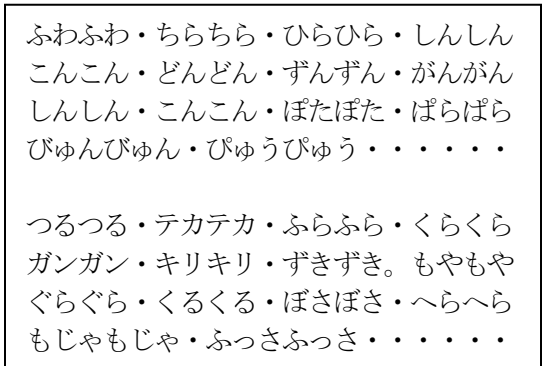 ふわふわ・ちらちら・ひらひら・しんしん
こんこん・どんどん・ずんずん・がんがん
しんしん・こんこん・ぽたぽた・ぱらぱら
びゅんびゅん・ぴゅうぴゅう・・・・・・
つるつる・テカテカ・ふらふら・くらくら
ガンガン・キリキリ・ずきずき。もやもや
ぐらぐら・くるくる・ぼさぼさ・へらへら
もじゃもじゃ・ふっさふっさ・・・・・・